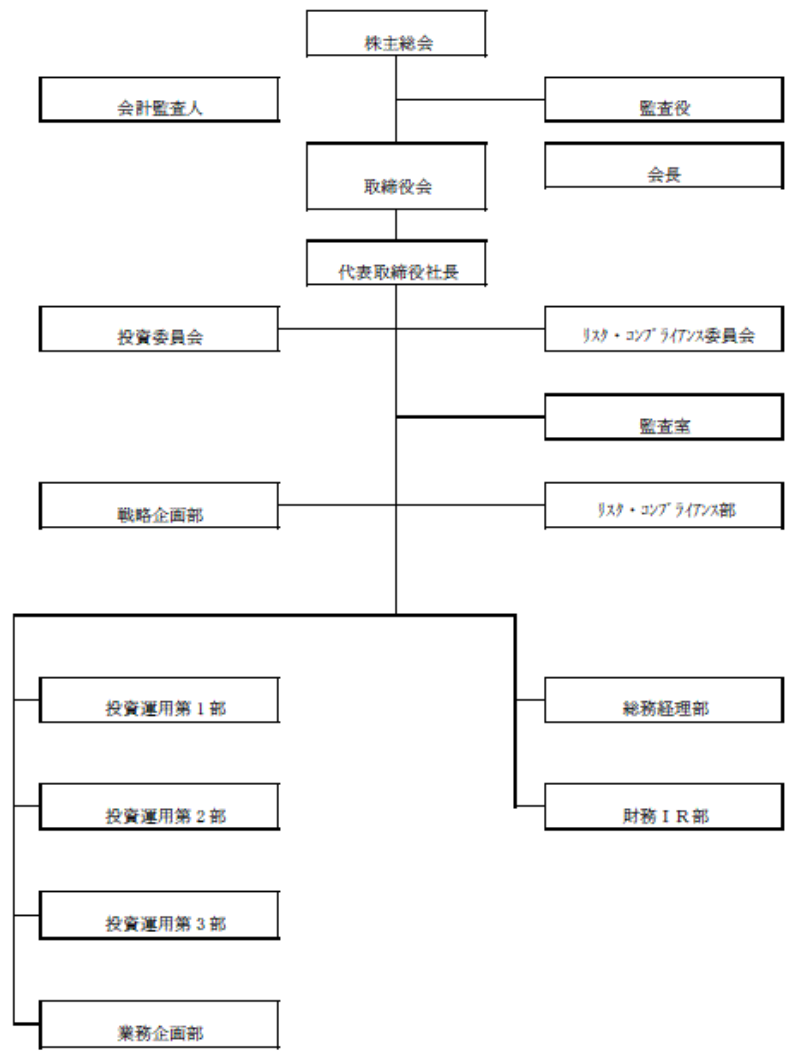 株主総会
会計監査人
監査役
取締役会
会長
代表取締役社長
投資委員会
ﾘｽｸ・ｺﾝﾌﾟﾗｲｱﾝｽ委員会
監査室
戦略企画部
ﾘｽｸ・ｺﾝﾌﾟﾗｲｱﾝｽ部
投資運用第１部
総務経理部
投資運用第２部
財務ＩＲ部
投資運用第３部
業務企画部